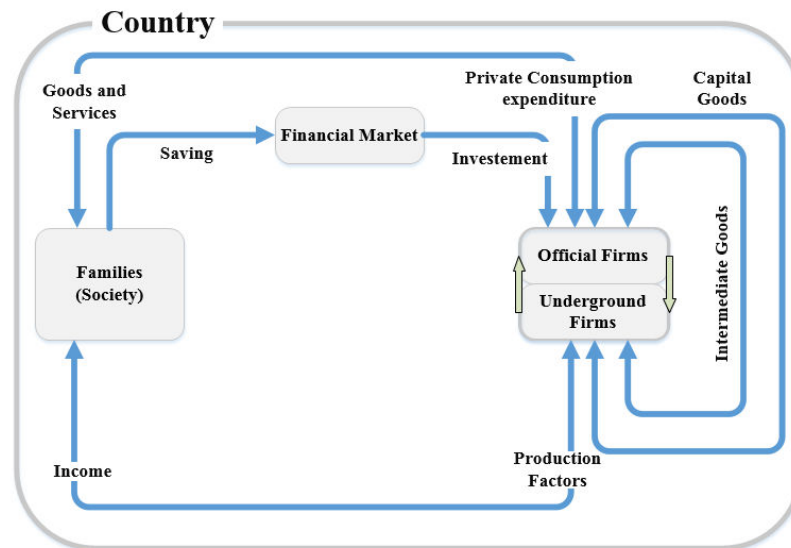 Country
Goods and
Services
Private Consumption
expenditure
Capital
Goods
Saving
Financial Market
Investement
Families
(Society)
Official Firms
Underground
Firms
Intermediate Goods
Income
Production
Factors